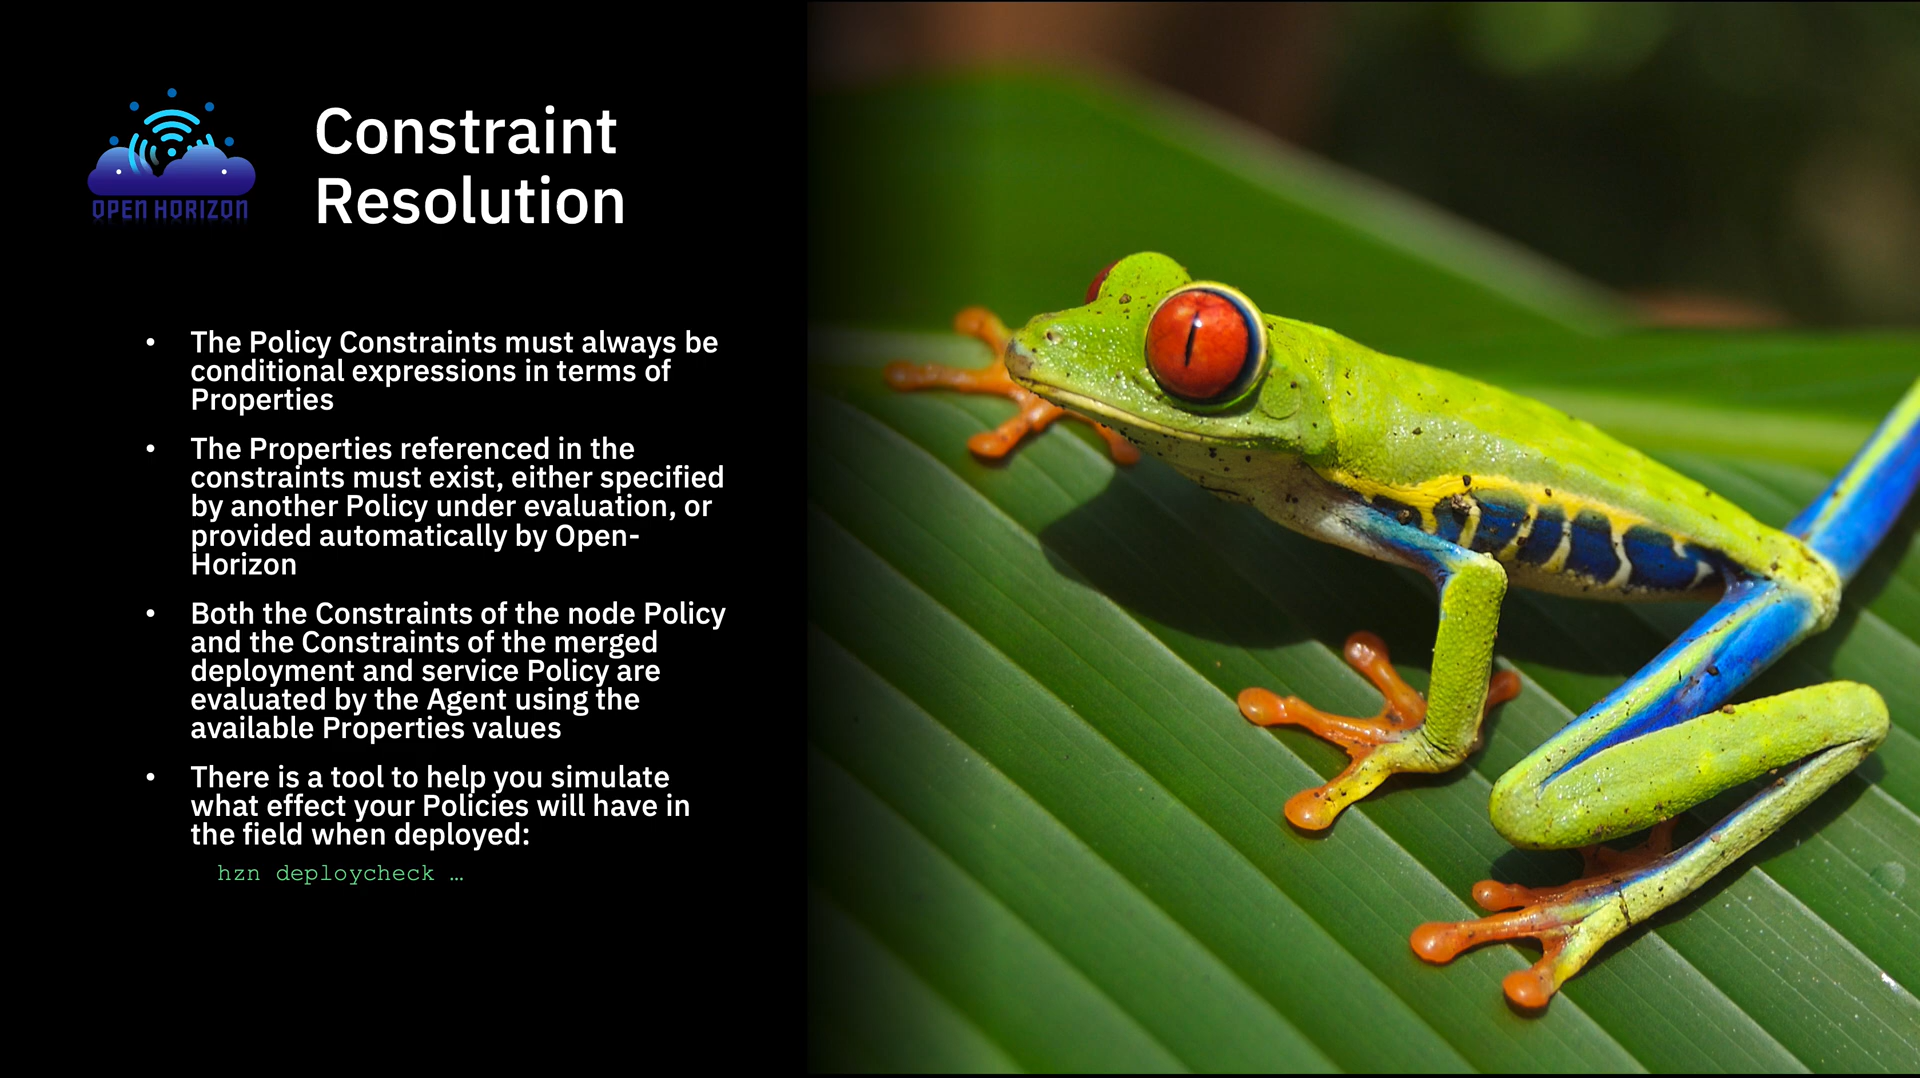 OPEN HORIZON
Constraint
Resolution
• The Policy Constraints must always be
conditional expressions in terms of
Properties
• The Properties referenced in the
constraints must exist, either specified
by another Policy under evaluation, or
provided automatically by Open-
Horizon
• Both the Constraints of the node Policy
and the Constraints of the merged
deployment and service Policy are
evaluated by the Agent using the
available Properties values
• There is a tool to help you simulate
what effect your Policies will have in
the field when deployed:
hzn deploycheck …